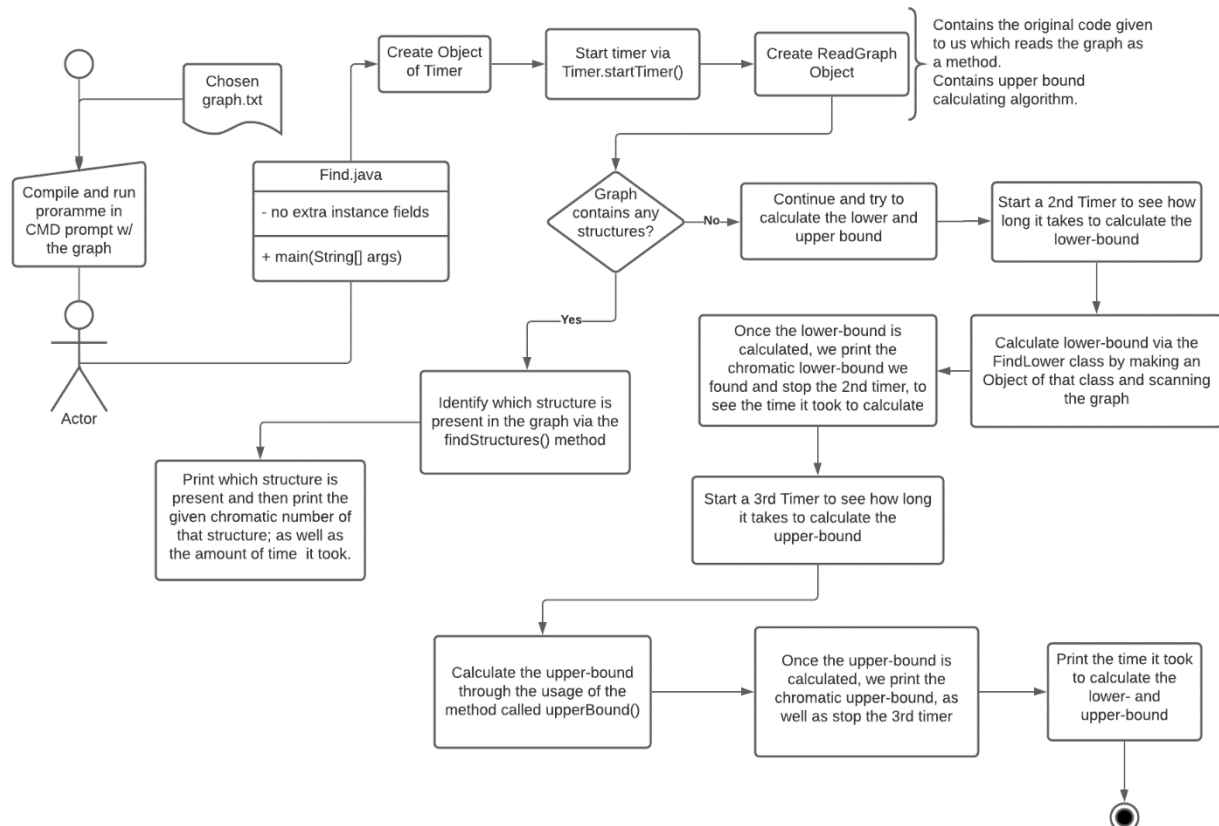 Chosen
graph.txt
Compile and run
proramme in
CMD prompt w/
the graph
Actor
Find.java
- no extra instance fields
+ main(String[] args)
Create Object
of Timer
Start timer via
Timer.startTimer()
Create ReadGraph
Object
Contains the original code given
to us which reads the graph as
a method.
Contains upper bound
calculating algorithm.
Graph
contains any
structures?
No
Continue and try to
calculate the lower and
upper bound
Start a 2nd Timer to see how
long it takes to calculate the
lower-bound
Calculate lower-bound via the
FindLower class by making an
Object of that class and scanning
the graph
Once the lower-bound is
calculated, we print the
chromatic lower-bound we
found and stop the 2nd timer, to
see the time it took to calculate
Yes
Identify which structure is
present in the graph via the
findStructures() method
Print which structure is
present and then print the
given chromatic number of
that structure; as well as
the amount of time it took.
Start a 3rd Timer to see how long
it takes to calculate the
upper-bound
Calculate the upper-bound
through the usage of the
method called upperBound()
Once the upper-bound is
calculated, we print the
chromatic upper-bound, as
well as stop the 3rd timer
Print the time it took
to calculate the
lower- and
upper-bound